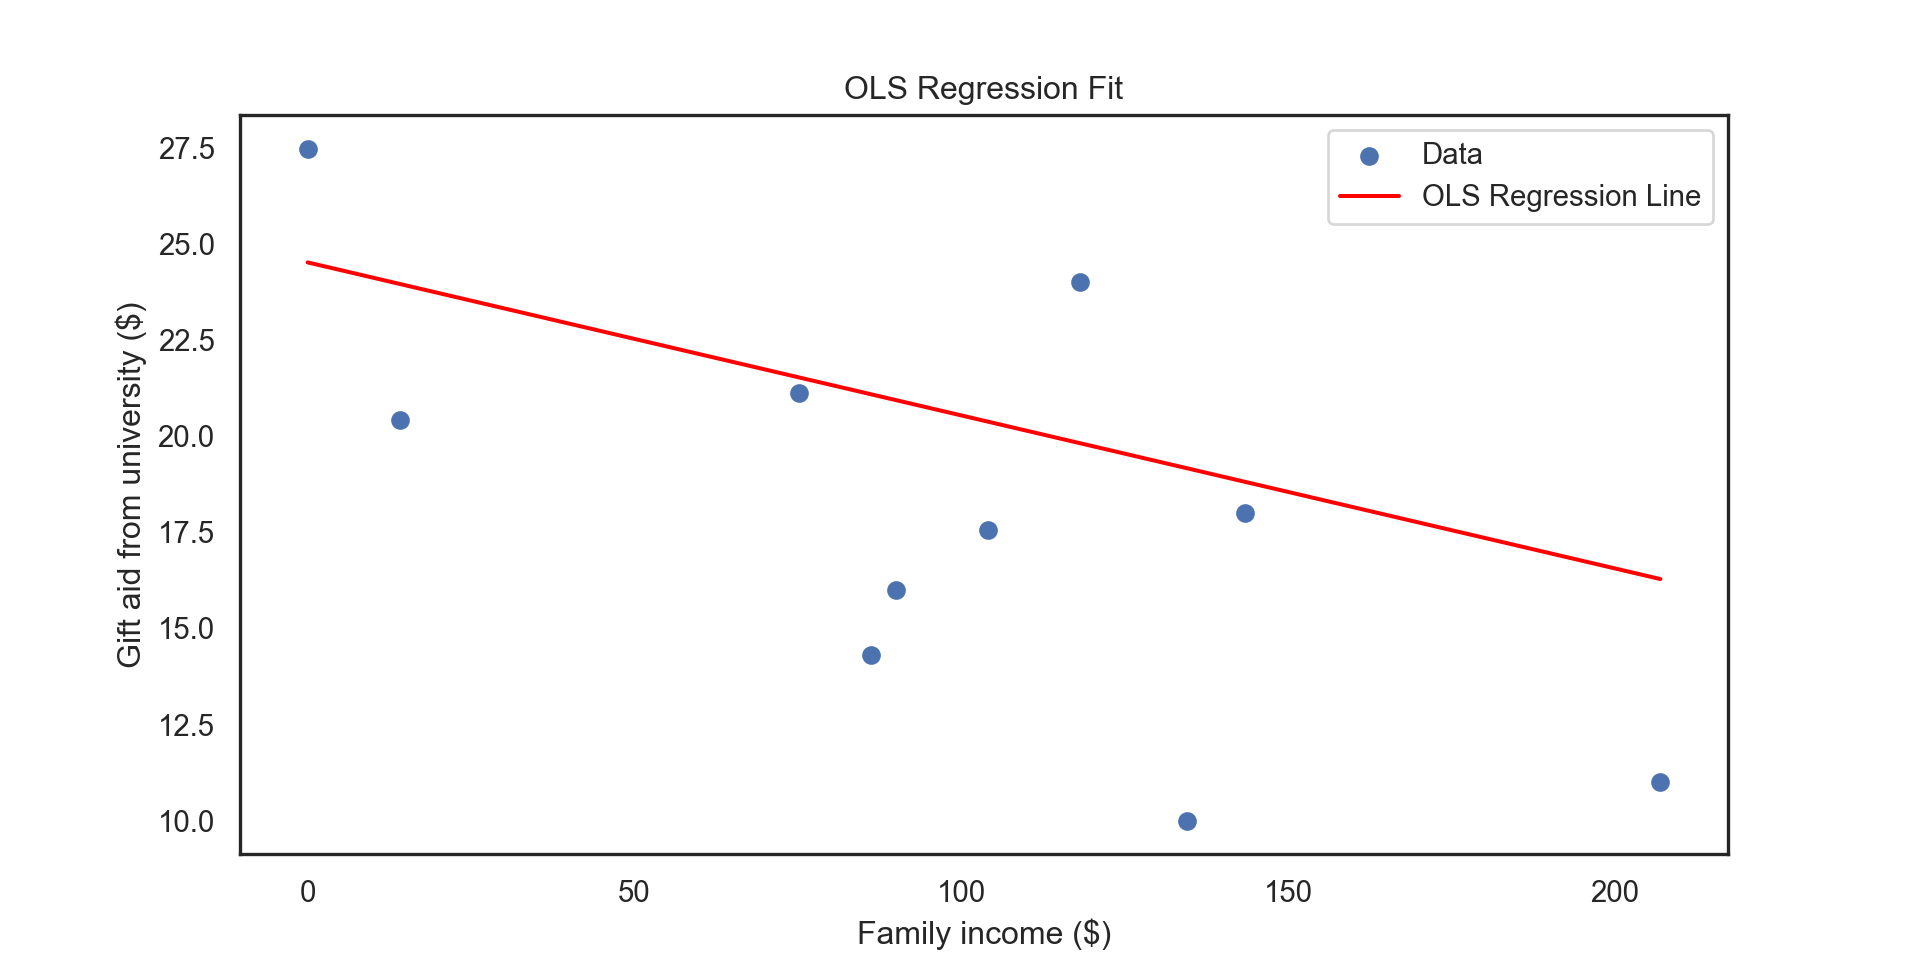 OLS Regression Fit
Data
OLS Regression Line
Gift aid from university ($)
27.5
25.0
22.5
20.0
17.5
15.0
12.5
10.0
0 50 100 150 200
Family income ($)